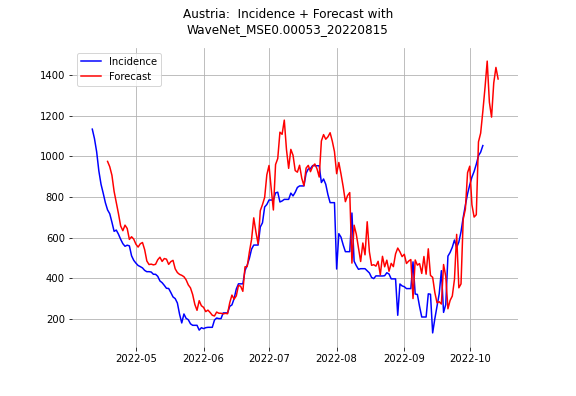 Austria:  Incidence + Forecast with
WaveNet_MSE0.00053_20220815
Incidence
Forecast
1400
1200
1000
800
600
400
200
2022-05 2022-06 2022-07 2022-08 2022-09 2022-10